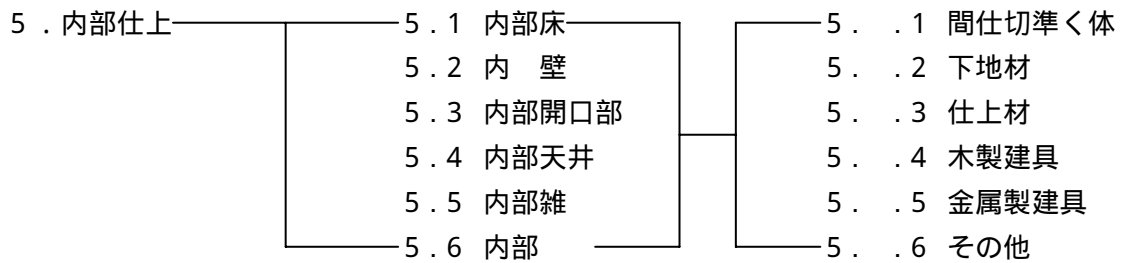 5．内部仕上 5．1 内部床 5． ．1 間仕切準く体
5．2 内　壁 5． ．2 下地材
5．3 内部開口部 5． ．3 仕上材
5．4 内部天井 5． ．4 木製建具
5．5 内部雑 5． ．5 金属製建具
5．6 内部 5． ．6 その他